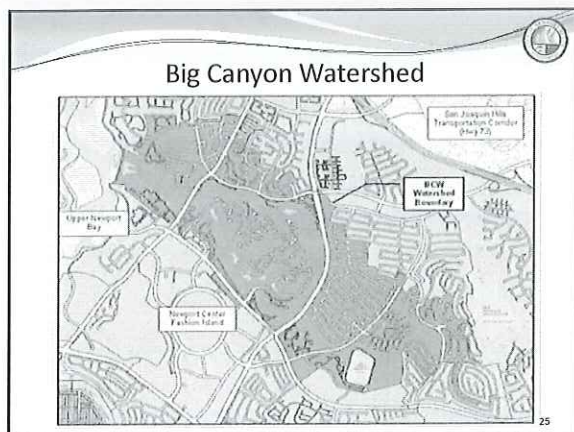 Big Canyon Watershed
San Joaquin Hills
Transportation Corridor
(Hwy 73)
BCW
Watershed
Boundary
Upper Newport
Bay
Newport Center
Fashion Island
25